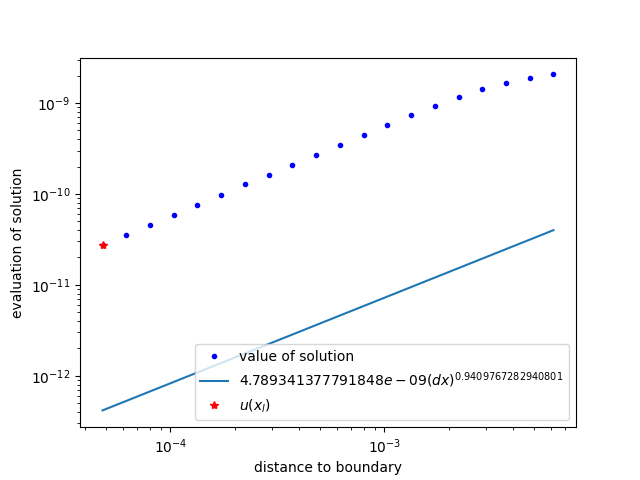 10⁻⁹
10⁻¹⁰
10⁻¹¹
10⁻¹²
evaluation of solution
value of solution
4.789341377791848e − 09(dx)^0.9409767282940801
u(x_l)
10⁻⁴
10⁻³
distance to boundary